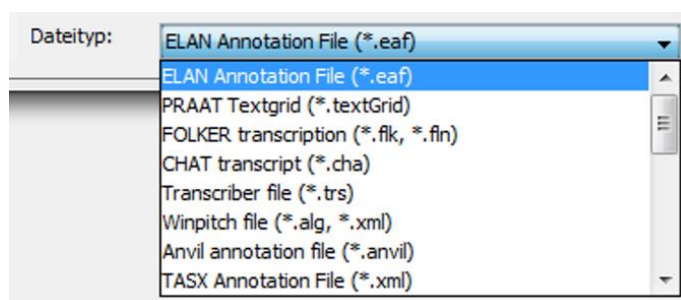 Dateityp:
ELAN Annotation File (*.eaf)
ELAN Annotation File (*.eaf)
PRAAT Textgrid (*.textGrid)
FOLKER transcription (*.flk, *.fln)
CHAT transcript (*.cha)
Transcriber file (*.trs)
Winpitch file (*.alg, *.xml)
Anvil annotation file (*.anvil)
TASX Annotation File (*.xml)